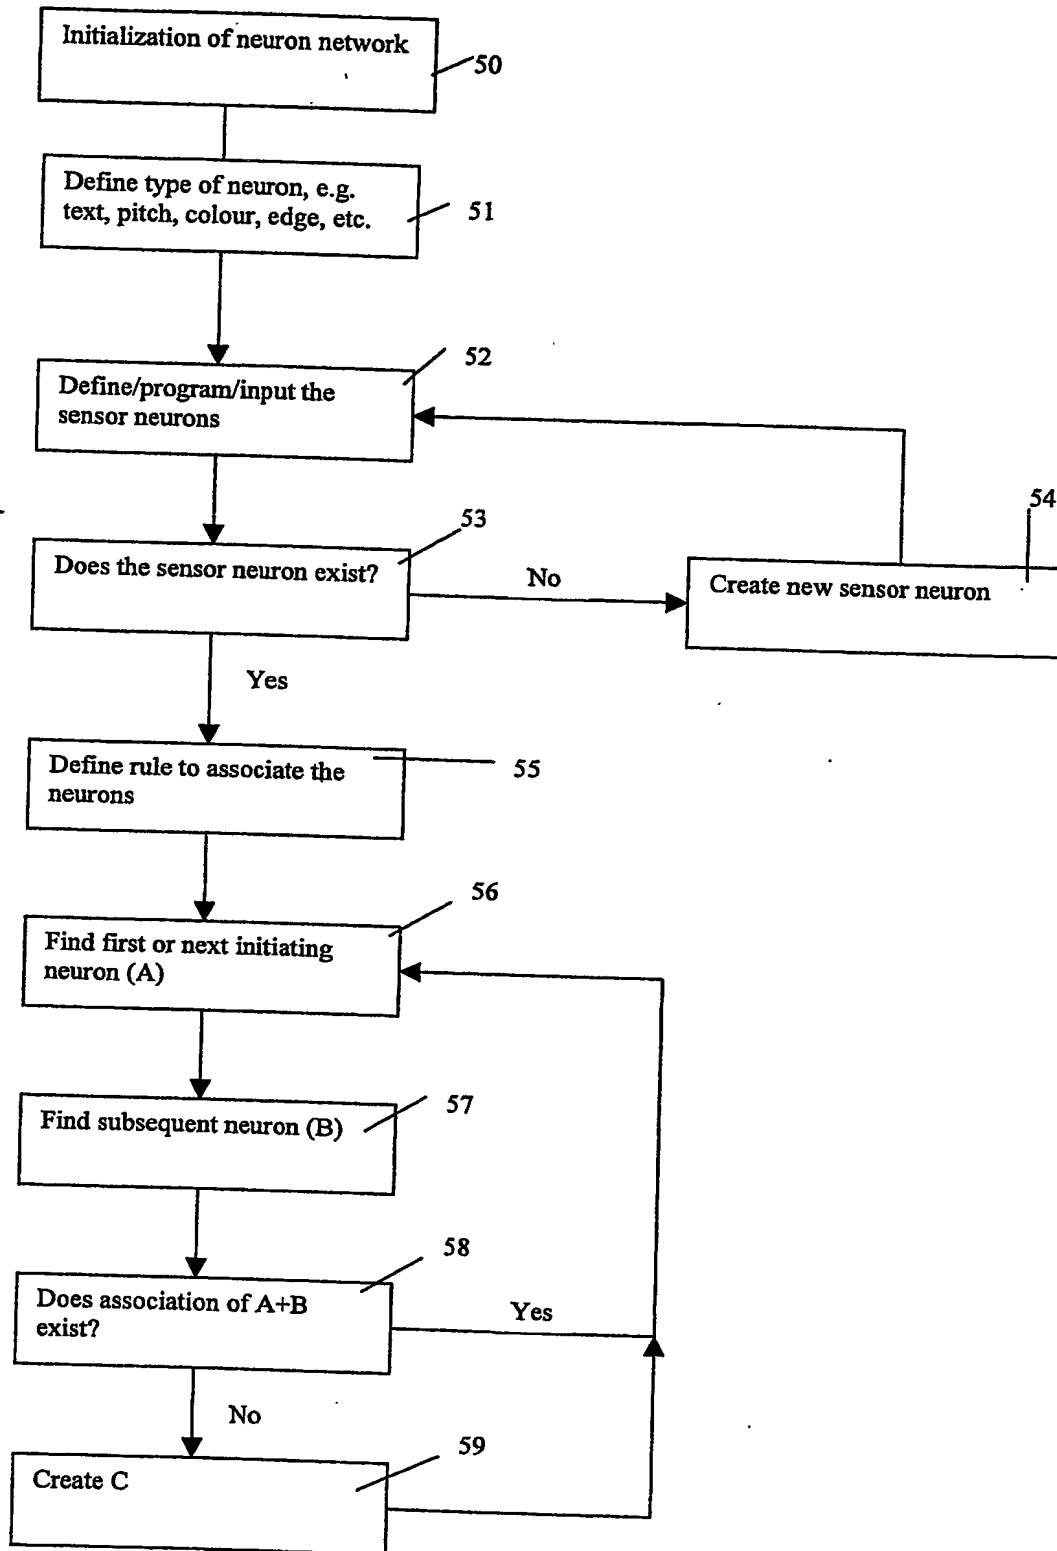 Initialization of neuron network
50
Define type of neuron, e.g.
text, pitch, colour, edge, etc.
51
52
Define/program/input the
sensor neurons
53
54
Does the sensor neuron exist?
No
Create new sensor neuron
Yes
Define rule to associate the
neurons
55
56
Find first or next initiating
neuron (A)
57
Find subsequent neuron (B)
58
Does association of A+B
exist?
Yes
No
59
Create C